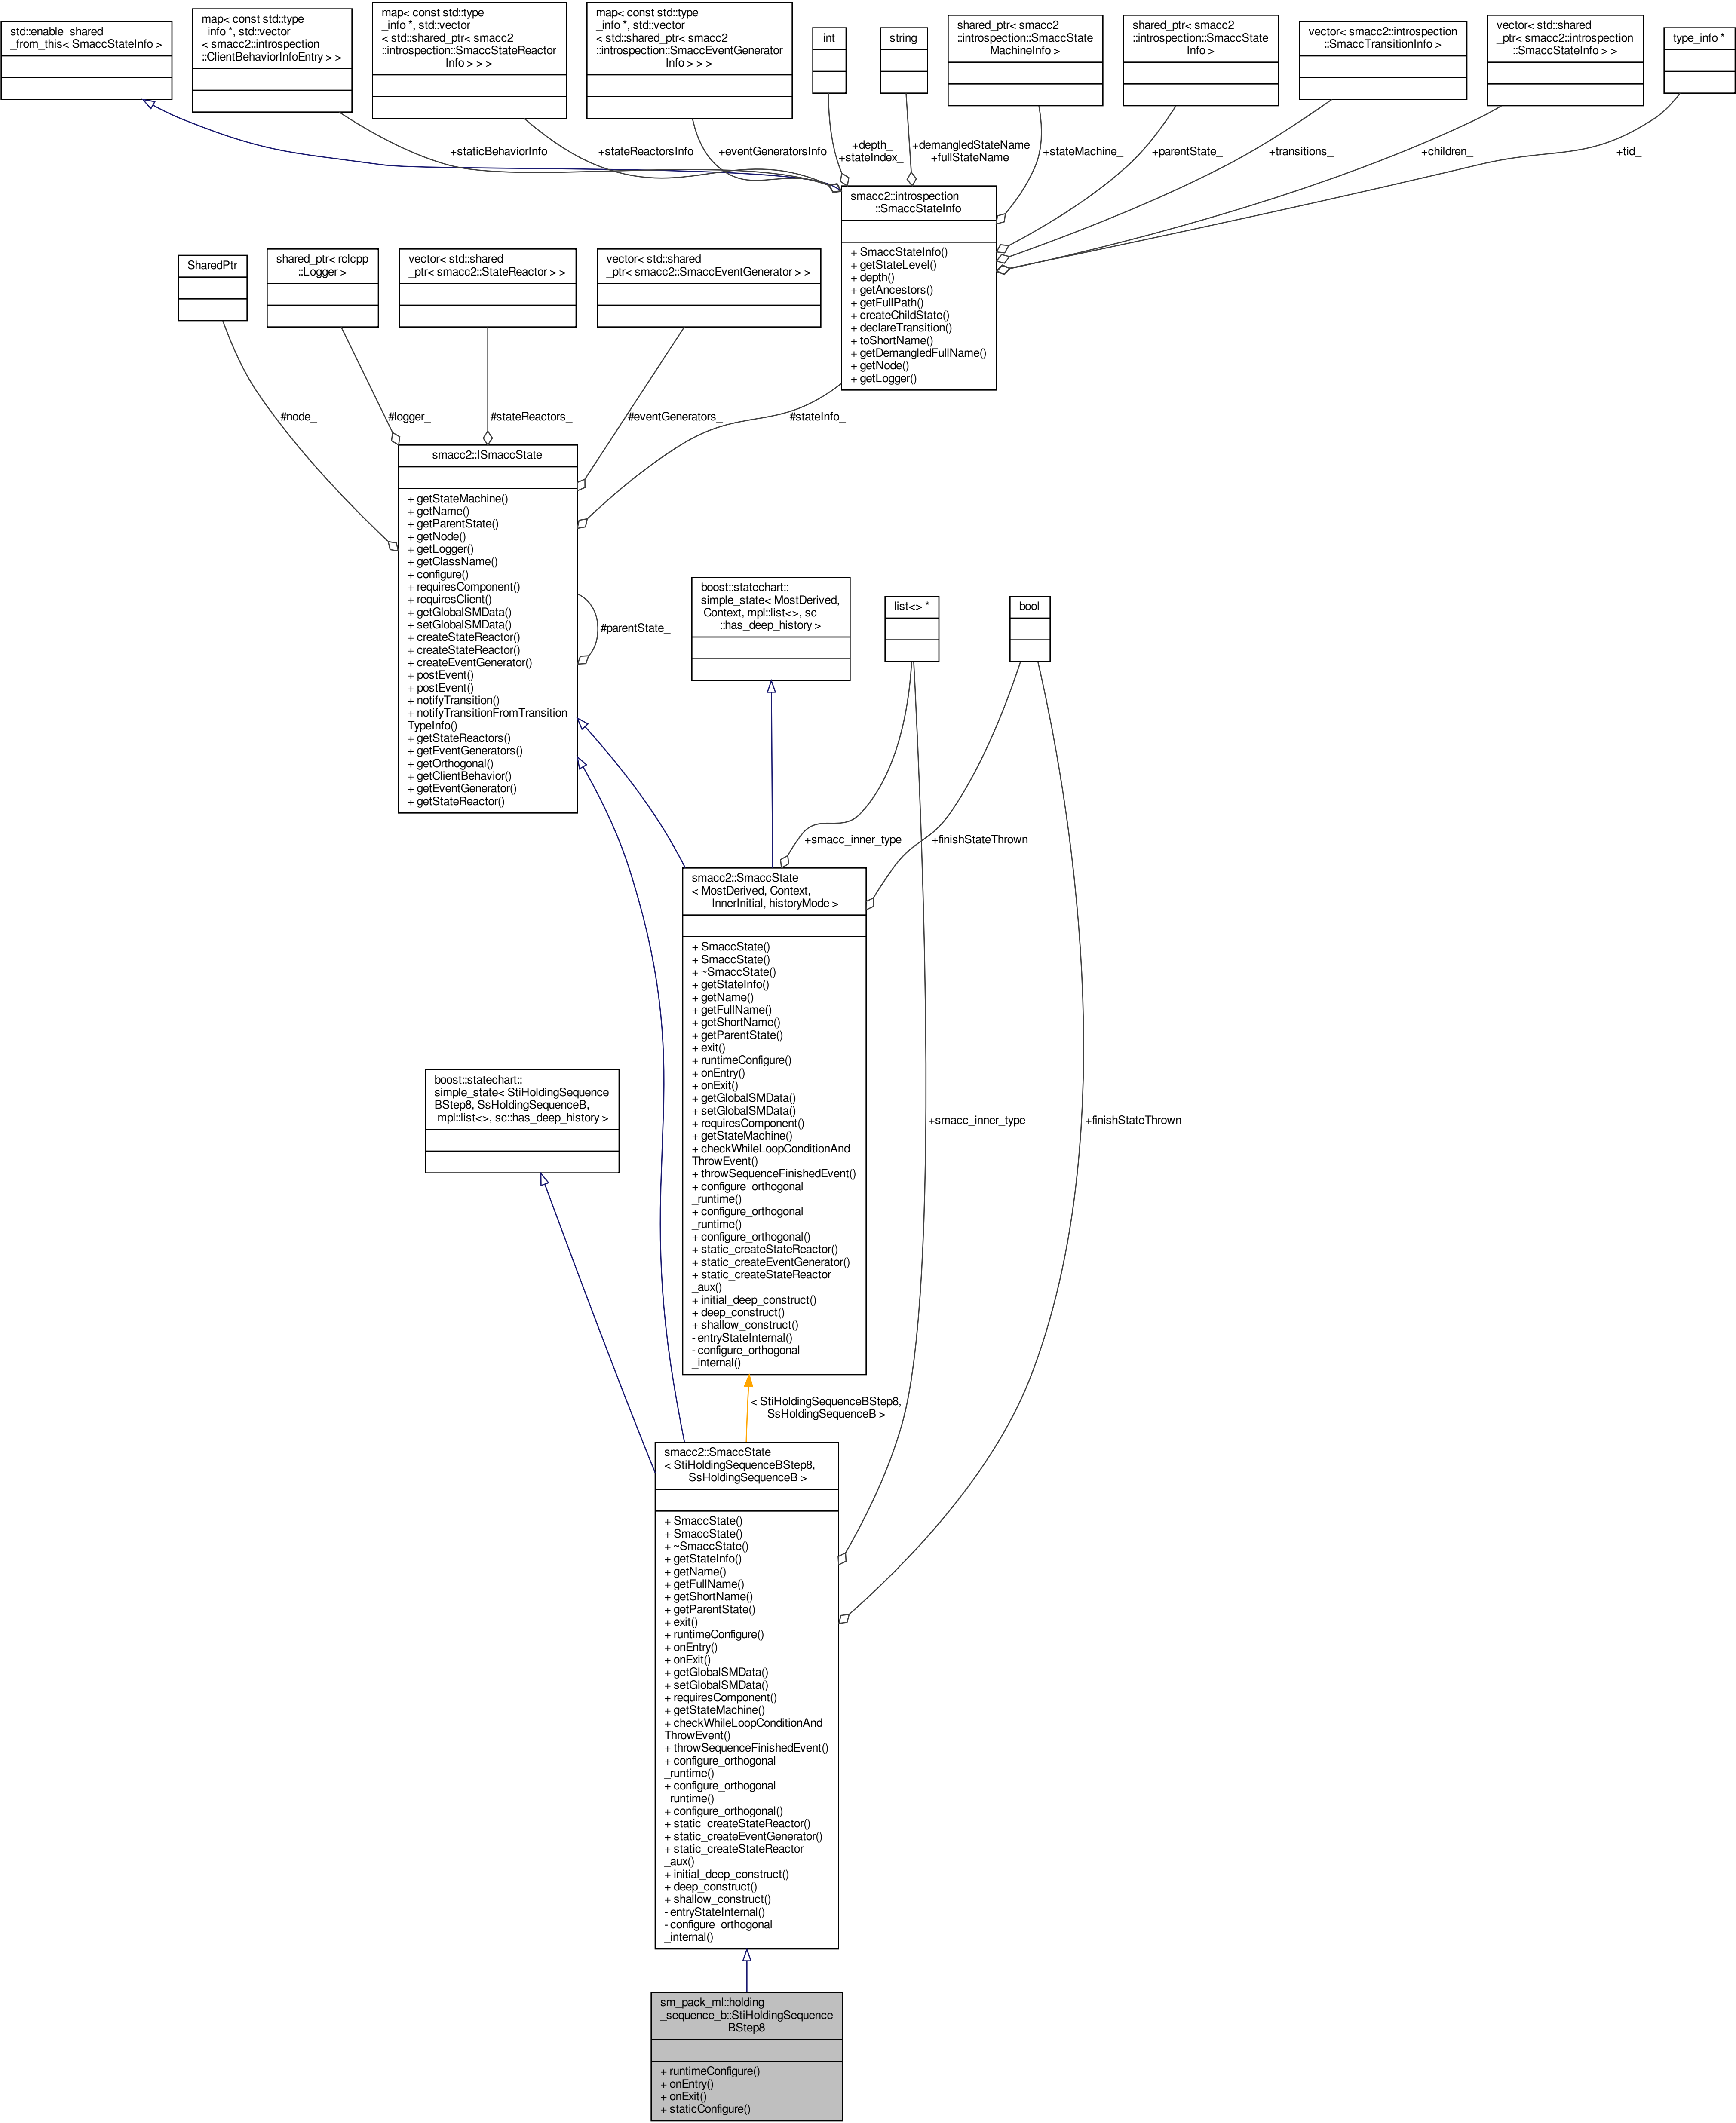 std::enable_shared
_from_this< SmaccStateInfo >
map< const std::type
_info *, std::vector
< smacc2::introspection
::ClientBehaviorInfoEntry > >
map< const std::type
_info *, std::vector
< std::shared_ptr< smacc2
::introspection::SmaccStateReactor
Info > > >
map< const std::type
_info *, std::vector
< std::shared_ptr< smacc2
::introspection::SmaccEventGenerator
Info > > >
int
string
shared_ptr< smacc2
::introspection::SmaccState
MachineInfo >
shared_ptr< smacc2
::introspection::SmaccState
Info >
vector< smacc2::introspection
::SmaccTransitionInfo >
vector< std::shared
_ptr< smacc2::introspection
::SmaccStateInfo > >
type_info *
+staticBehaviorInfo
+stateReactorsInfo
+eventGeneratorsInfo
+depth_
+stateIndex_
+demangledStateName
+fullStateName
+stateMachine_
+parentState_
+transitions_
+children_
+tid_
smacc2::introspection
::SmaccStateInfo
+ SmaccStateInfo()
+ getStateLevel()
+ depth()
+ getAncestors()
+ getFullPath()
+ createChildState()
+ declareTransition()
+ toShortName()
+ getDemangledFullName()
+ getNode()
+ getLogger()
SharedPtr
shared_ptr< rclcpp
::Logger >
vector< std::shared
_ptr< smacc2::StateReactor > >
vector< std::shared
_ptr< smacc2::SmaccEventGenerator > >
#node_
#logger_
#stateReactors_
#eventGenerators_
#stateInfo_
smacc2::ISmaccState
+ getStateMachine()
+ getName()
+ getParentState()
+ getNode()
+ getLogger()
+ getClassName()
+ configure()
+ requiresComponent()
+ requiresClient()
+ getGlobalSMData()
+ setGlobalSMData()
+ createStateReactor()
+ createStateReactor()
+ createEventGenerator()
+ postEvent()
+ postEvent()
+ notifyTransition()
+ notifyTransitionFromTransition
TypeInfo()
+ getStateReactors()
+ getEventGenerators()
+ getOrthogonal()
+ getClientBehavior()
+ getEventGenerator()
+ getStateReactor()
#parentState_
boost::statechart::
simple_state< MostDerived,
Context, mpl::list<>, sc
::has_deep_history >
list<> *
bool
+smacc_inner_type
+finishStateThrown
smacc2::SmaccState
< MostDerived, Context,
InnerInitial, historyMode >
+ SmaccState()
+ SmaccState()
+ ~SmaccState()
+ getStateInfo()
+ getName()
+ getFullName()
+ getShortName()
+ getParentState()
+ exit()
+ runtimeConfigure()
+ onEntry()
+ onExit()
+ getGlobalSMData()
+ setGlobalSMData()
+ requiresComponent()
+ getStateMachine()
+ checkWhileLoopConditionAnd
ThrowEvent()
+ throwSequenceFinishedEvent()
+ configure_orthogonal
_runtime()
+ configure_orthogonal
_runtime()
+ configure_orthogonal()
+ static_createStateReactor()
+ static_createEventGenerator()
+ static_createStateReactor
_aux()
+ initial_deep_construct()
+ deep_construct()
+ shallow_construct()
- entryStateInternal()
- configure_orthogonal
_internal()
boost::statechart::
simple_state< StiHoldingSequence
BStep8, SsHoldingSequenceB,
mpl::list<>, sc::has_deep_history >
+smacc_inner_type
+finishStateThrown
< StiHoldingSequenceBStep8,
SsHoldingSequenceB >
smacc2::SmaccState
< StiHoldingSequenceBStep8,
SsHoldingSequenceB >
+ SmaccState()
+ SmaccState()
+ ~SmaccState()
+ getStateInfo()
+ getName()
+ getFullName()
+ getShortName()
+ getParentState()
+ exit()
+ runtimeConfigure()
+ onEntry()
+ onExit()
+ getGlobalSMData()
+ setGlobalSMData()
+ requiresComponent()
+ getStateMachine()
+ checkWhileLoopConditionAnd
ThrowEvent()
+ throwSequenceFinishedEvent()
+ configure_orthogonal
_runtime()
+ configure_orthogonal
_runtime()
+ configure_orthogonal()
+ static_createStateReactor()
+ static_createEventGenerator()
+ static_createStateReactor
_aux()
+ initial_deep_construct()
+ deep_construct()
+ shallow_construct()
- entryStateInternal()
- configure_orthogonal
_internal()
sm_pack_ml::holding
_sequence_b::StiHoldingSequence
BStep8
+ runtimeConfigure()
+ onEntry()
+ onExit()
+ staticConfigure()